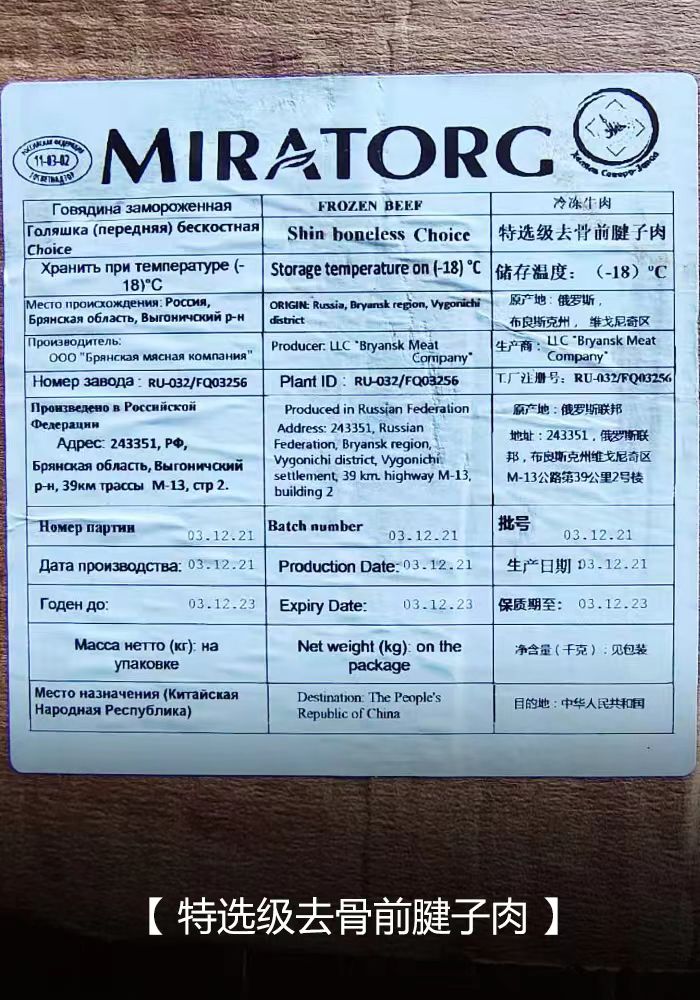 РОССИЙСКАЯ ФЕДЕРАЦИЯ
11-03-02
ГОСВЕТНАДЗОР
MIRATORG
Говядина замороженная
FROZEN BEEF
冷冻牛肉
Голяшка (передняя) бескостная
Choice
Shin boneless Choice
特选级去骨前腱子肉
Хранить при температуре (-
18)°C
Storage temperature on (-18) °C
储存温度：（-18）°C
Место происхождения: Россия,
Брянская область, Выгоничский р-н
ORIGIN: Russia, Bryansk region, Vygonichi
district
原产地：俄罗斯，
布良斯克州， 维戈尼奇区
Производитель:
ООО "Брянская мясная компания"
Producer: LLC "Bryansk Meat
Company"
生产商：LLC "Bryansk Meat
Company"
Номер завода : RU-032/FQ03256
Plant ID : RU-032/FQ03256
工厂注册号：RU-032/FQ03256
Произведено в Российской
Федерации
Адрес: 243351, РФ,
Брянская область, Выгоничский
р-н, 39км трассы М-13, стр 2.
Produced in Russian Federation
Address: 243351, Russian
Federation, Bryansk region,
Vygonichi district, Vygonichi
settlement, 39 km. highway M-13,
building 2
原产地：俄罗斯联邦
地址：243351，俄罗斯联
邦，布良斯克州维戈尼奇区
M-13公路第39公里2号楼
Номер партии 03.12.21
Batch number 03.12.21
批号 03.12.21
Дата производства: 03.12.21
Production Date: 03.12.21
生产日期：03.12.21
Годен до: 03.12.23
Expiry Date: 03.12.23
保质期至： 03.12.23
Масса нетто (кг): на
упаковке
Net weight (kg): on the
package
净含量（千克）：见包装
Место назначения (Китайская
Народная Республика)
Destination: The People's
Republic of China
目的地：中华人民共和国
【 特选级去骨前腱子肉 】